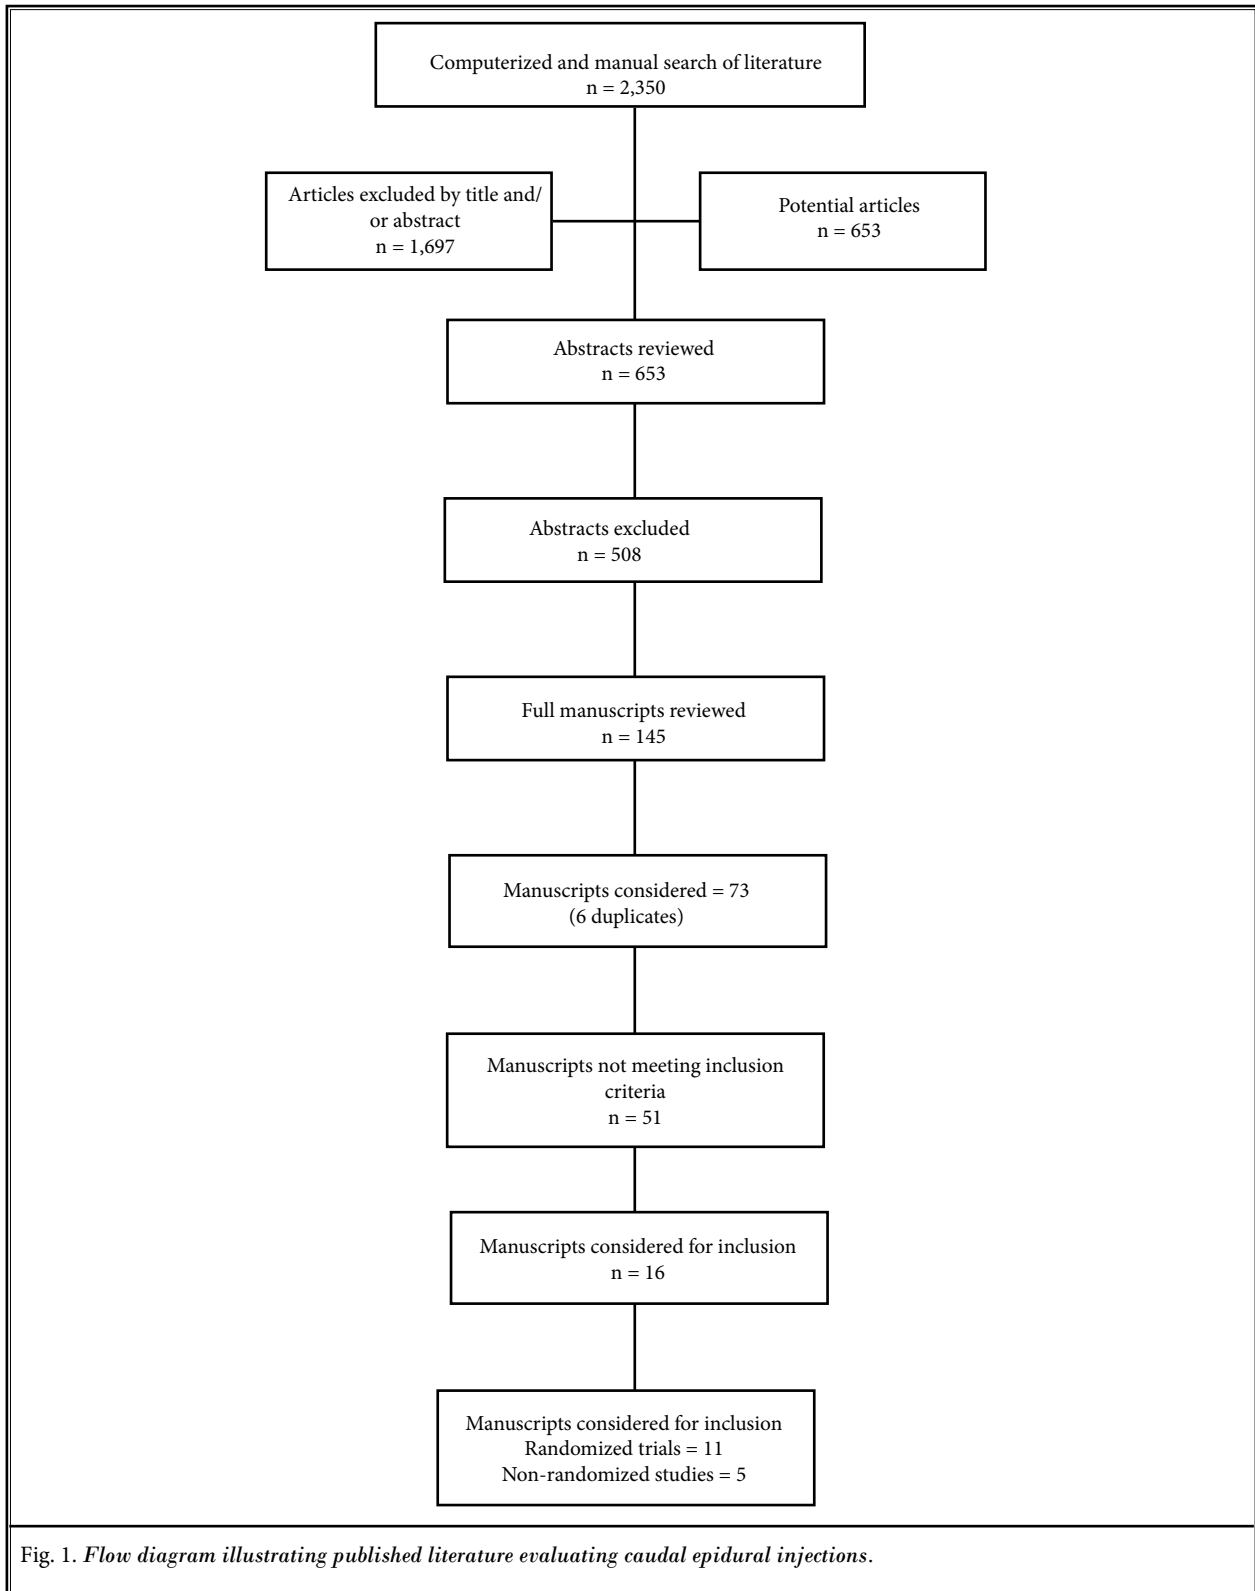 Computerized and manual search of literature
n = 2,350
Articles excluded by title and/
or abstract
n = 1,697
Potential articles
n = 653
Abstracts reviewed
n = 653
Abstracts excluded
n = 508
Full manuscripts reviewed
n = 145
Manuscripts considered = 73
(6 duplicates)
Manuscripts not meeting inclusion
criteria
n = 51
Manuscripts considered for inclusion
n = 16
Manuscripts considered for inclusion
Randomized trials = 11
Non-randomized studies = 5
Fig. 1. Flow diagram illustrating published literature evaluating caudal epidural injections.